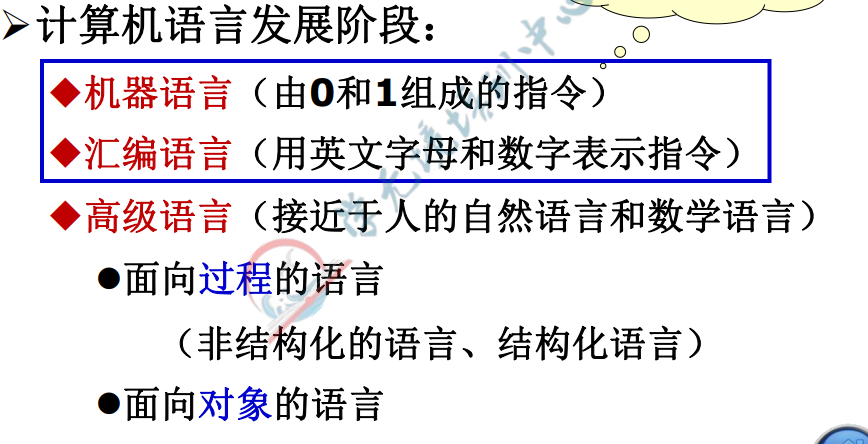 ➢计算机语言发展阶段：
◆机器语言（由0和1组成的指令）
◆汇编语言（用英文字母和数字表示指令）
◆高级语言（接近于人的自然语言和数学语言）
●面向过程的语言
（非结构化的语言、结构化语言）
●面向对象的语言